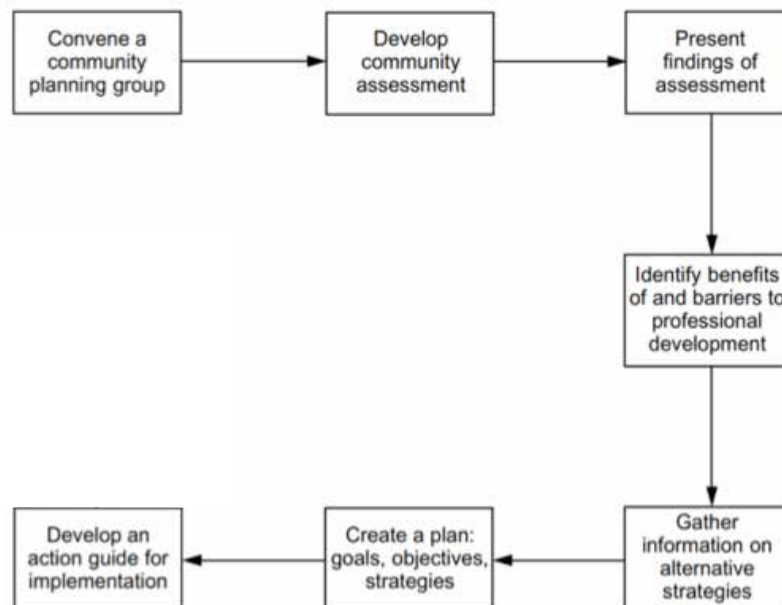 Convene a
community
planning group
Develop
community
assessment
Present
findings of
assessment
Identify benefits
of and barriers to
professional
development
Gather
information on
alternative
strategies
Create a plan:
goals, objectives,
strategies
Develop an
action guide for
implementation